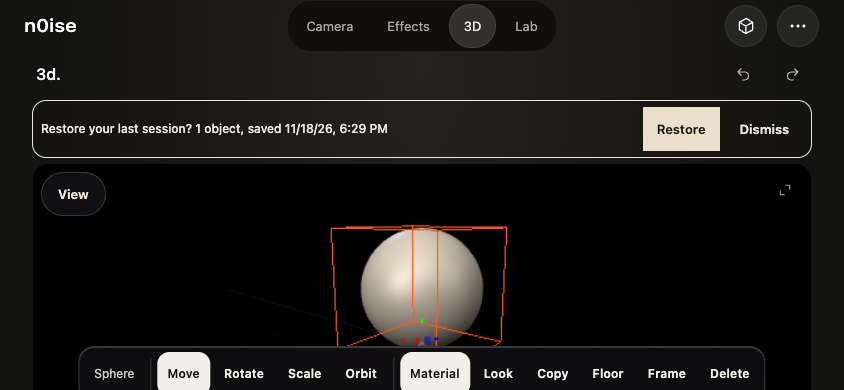 n0ise
Camera Effects 3D Lab
3d.
Restore your last session? 1 object, saved 11/18/26, 6:29 PM
Restore Dismiss
View
Sphere Move Rotate Scale Orbit Material Look Copy Floor Frame Delete